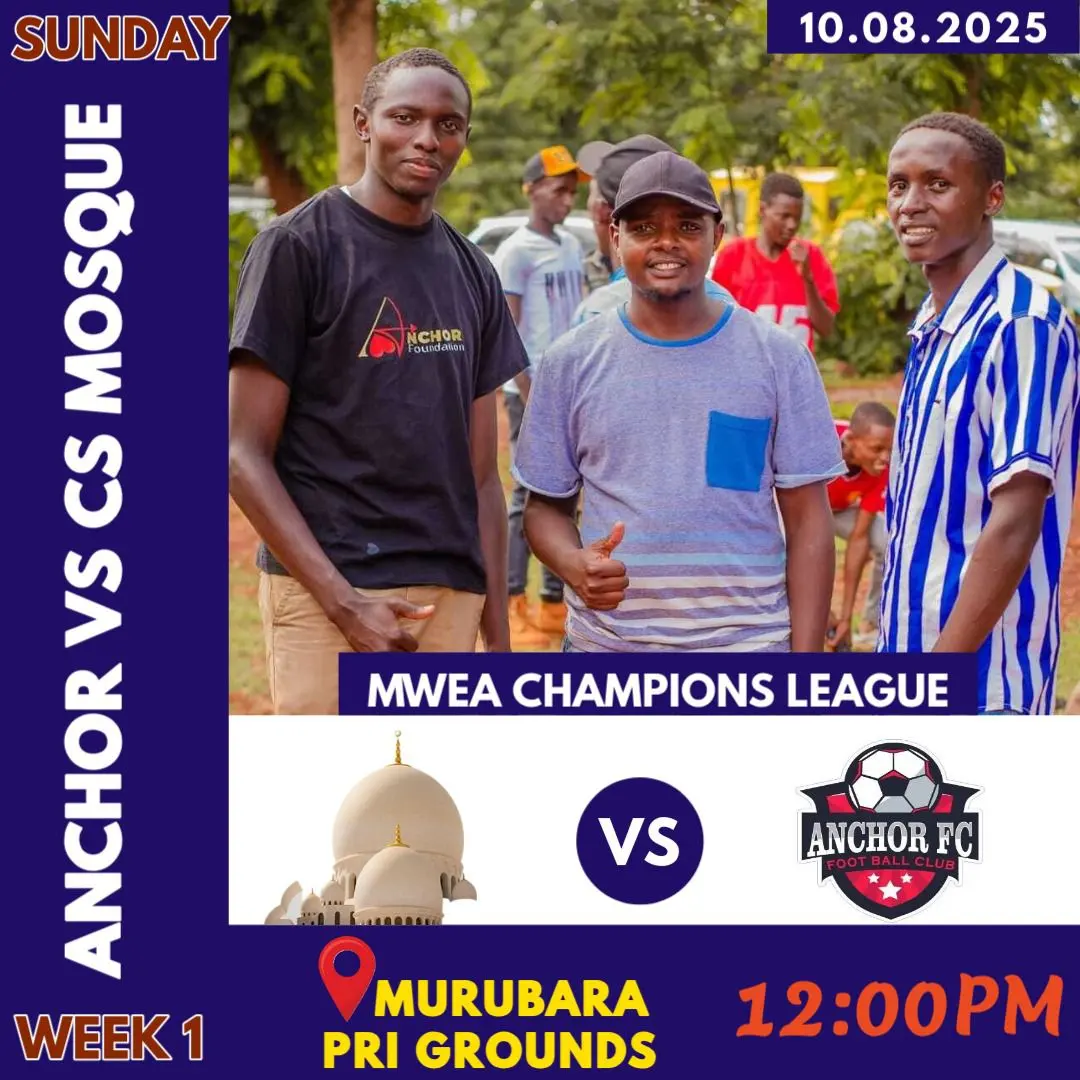 SUNDAY
10.08.2025
ANCHOR VS CS MOSQUE
ANCHOR
Foundation
MWEA CHAMPIONS LEAGUE
VS
ANCHOR FC
FOOT BALL CLUB
MURUBARA
PRI GROUNDS
12:00PM
WEEK 1